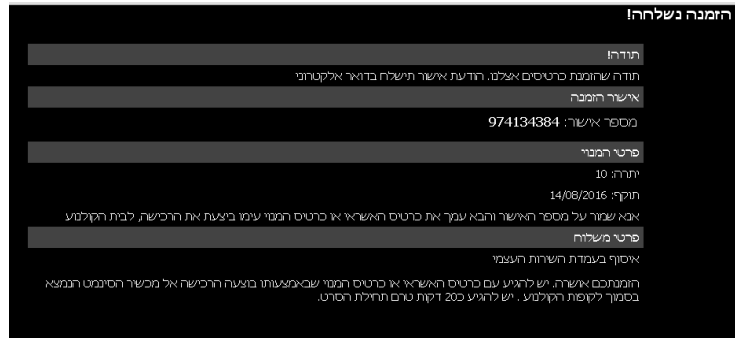 הזמנה נשלחה!
תודה!
תודה שהזמנת כרטיסים אצלנו. הודעת אישור תישלח בדואר אלקטרוני
אישור הזמנה
מספר אישור: 974134384
פרטי המנוי
יתרה: 10
תוקף: 14/08/2016
אנא שמור על מספר האישור והבא עמך את כרטיס האשראי או כרטיס המנוי עימו ביצעת את הרכישה, לבית הקולנוע
פרטי משלוח
איסוף בעמדת השירות העצמי
הזמנתכם אושרה. יש להגיע עם כרטיס האשראי או כרטיס המנוי שבאמצעותו בוצעה הרכישה אל מכשיר הסינמט הנמצא
בסמוך לקופות הקולנוע . יש להגיע כ20 דקות טרם תחילת הסרט.